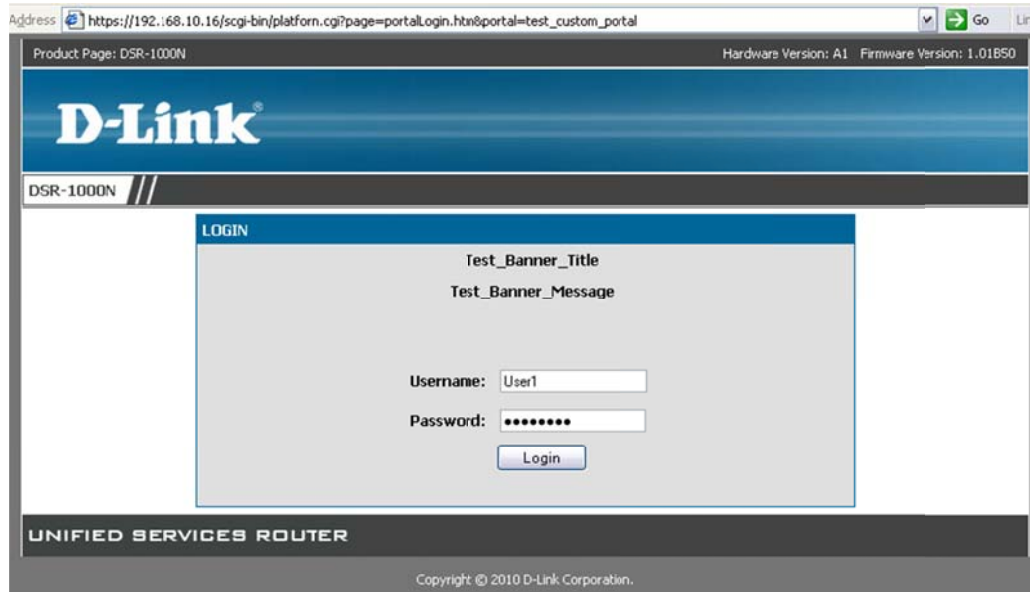 Address https://192.168.10.16/scgi-bin/platform.cgi?page=portalLogin.htm&portal=test_custom_portal Go
Product Page: DSR-1000N Hardware Version: A1 Firmware Version: 1.01B50
D-Link®
DSR-1000N
LOGIN
Test_Banner_Title
Test_Banner_Message
Username: User1
Password: ••••••••
Login
UNIFIED SERVICES ROUTER
Copyright © 2010 D-Link Corporation.